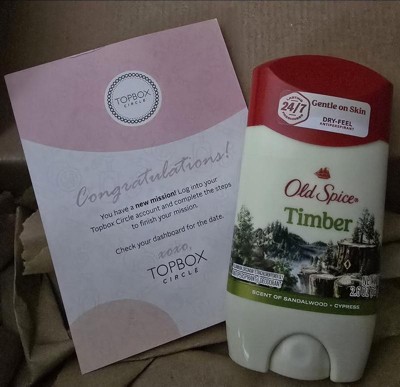 TOPBOX
CIRCLE
Congratulations!
You have a new mission! Log into your
Topbox Circle account and complete the steps
to finish your mission.
Check your dashboard for the date.
xoxo,
TOPBOX
CIRCLE
24/7
Gentle on Skin
DRY-FEEL
ANTIPERSPIRANT
Old Spice
Timber
SCENT OF SANDALWOOD + CYPRESS